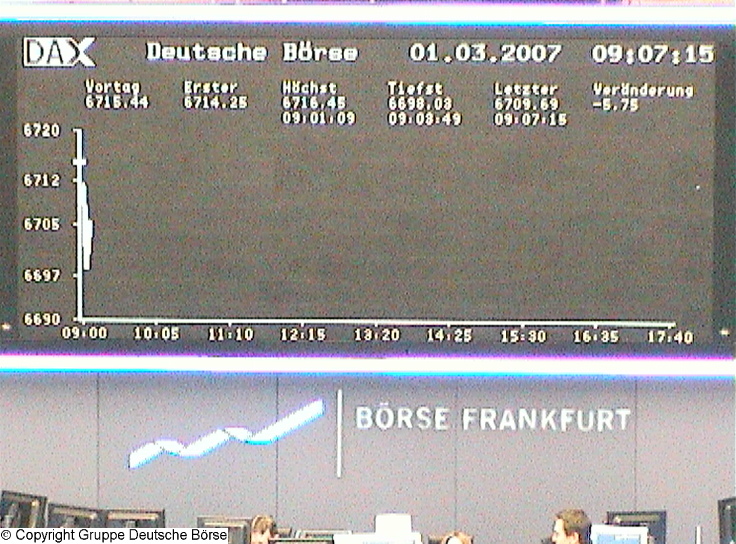 DAX Deutsche Börse 01.03.2007 09:07:15
Vortag Erster Höchst Tiefst Letzter Veränderung
6715.44 6714.25 6716.45 6698.03 6709.69 -5.75
09:01:09 09:03:49 09:07:15
6720
6712
6705
6697
6690
09:00 10:05 11:10 12:15 13:20 14:25 15:30 16:35 17:40
BÖRSE FRANKFURT
© Copyright Gruppe Deutsche Börse